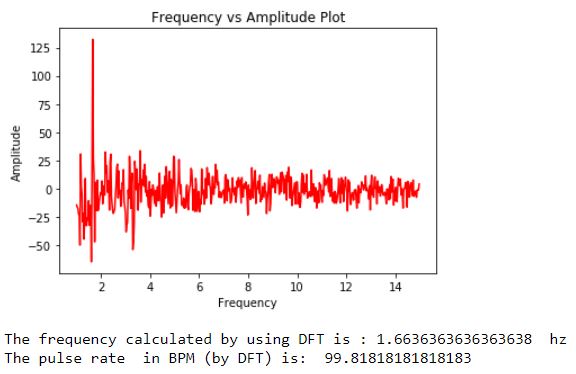 Frequency vs Amplitude Plot
125
100
75
50
25
0
−25
−50
Amplitude
2 4 6 8 10 12 14
Frequency
The frequency calculated by using DFT is : 1.6636363636363638 hz
The pulse rate in BPM (by DFT) is: 99.81818181818183